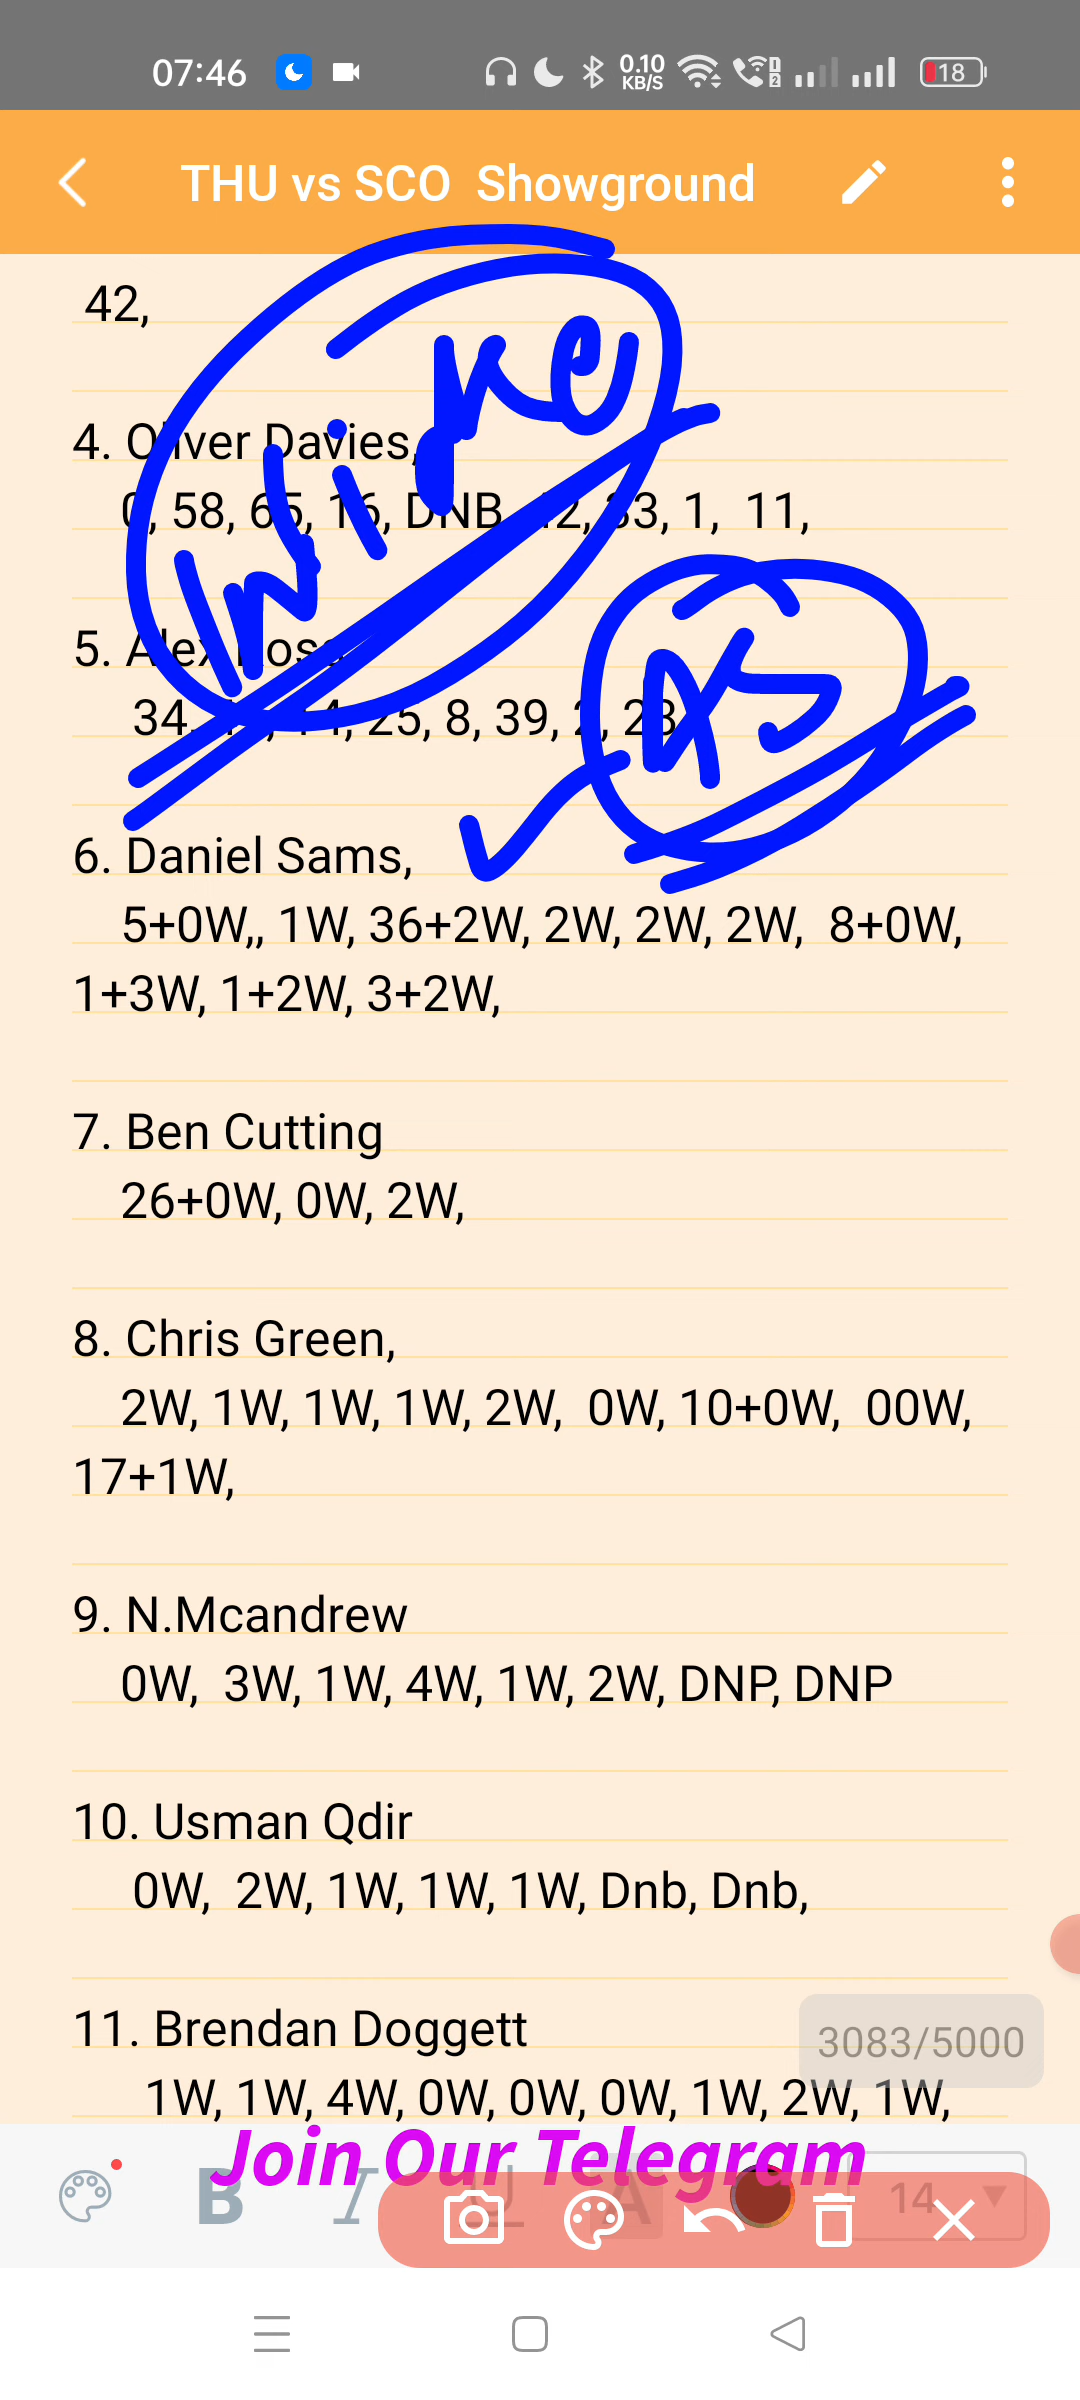 07:46 0.10 KB/S 1 2 18
THU vs SCO Showground
42,
4. Oliver Davies,
0, 58, 65, 16, DNB, 12, 33, 1, 11,
5. Alex Ross
34, 14, 25, 8, 39, 2, 23
6. Daniel Sams,
5+0W,, 1W, 36+2W, 2W, 2W, 2W, 8+0W,
1+3W, 1+2W, 3+2W,
7. Ben Cutting
26+0W, 0W, 2W,
8. Chris Green,
2W, 1W, 1W, 1W, 2W, 0W, 10+0W, 00W,
17+1W,
9. N.Mcandrew
0W, 3W, 1W, 4W, 1W, 2W, DNP, DNP
10. Usman Qdir
0W, 2W, 1W, 1W, 1W, Dnb, Dnb,
11. Brendan Doggett
3083/5000
1W, 1W, 4W, 0W, 0W, 0W, 1W, 2W, 1W,
Join Our Telegram
B I U A 14